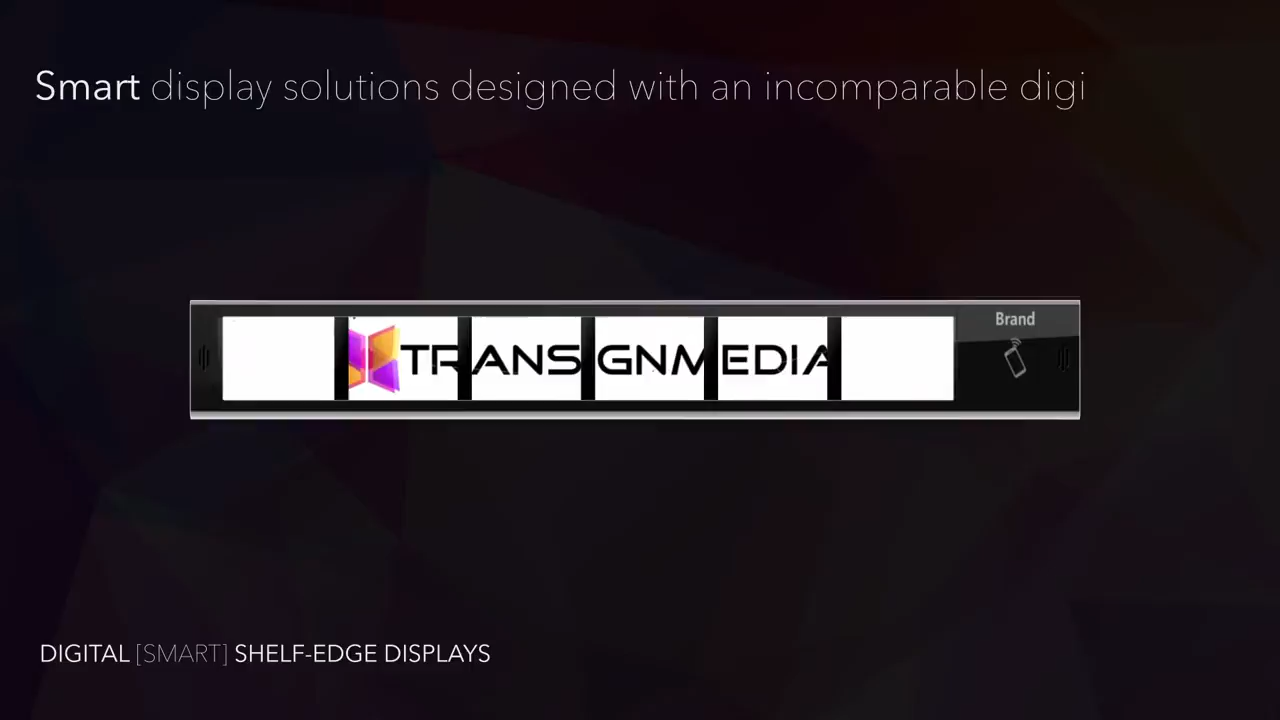 Smart display solutions designed with an incomparable digi
Brand
TRANSIGNMEDIA
DIGITAL [SMART] SHELF-EDGE DISPLAYS